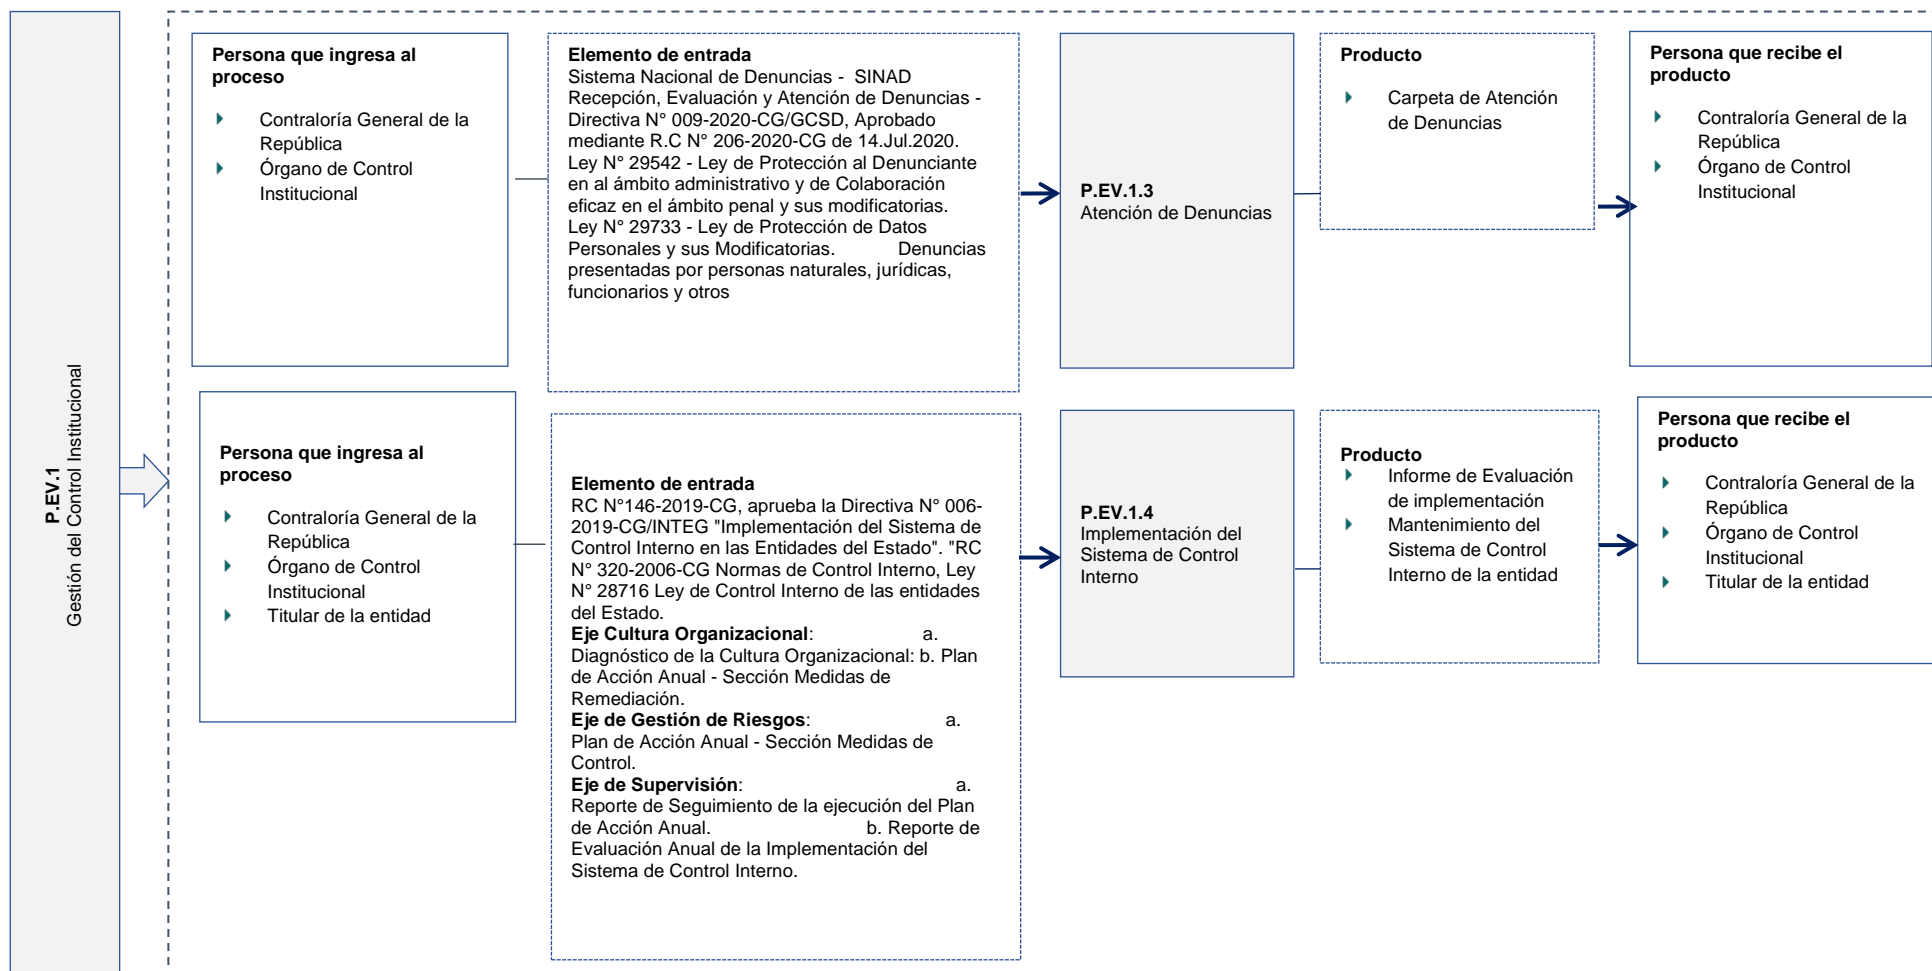 P.EV.1
Gestión del Control Institucional
Persona que ingresa al
proceso
Contraloría General de la
República
Órgano de Control
Institucional
Elemento de entrada
Sistema Nacional de Denuncias - SINAD
Recepción, Evaluación y Atención de Denuncias -
Directiva N° 009-2020-CG/GCSD, Aprobado
mediante R.C N° 206-2020-CG de 14.Jul.2020.
Ley N° 29542 - Ley de Protección al Denunciante
en al ámbito administrativo y de Colaboración
eficaz en el ámbito penal y sus modificatorias.
Ley N° 29733 - Ley de Protección de Datos
Personales y sus Modificatorias. Denuncias
presentadas por personas naturales, jurídicas,
funcionarios y otros
P.EV.1.3
Atención de Denuncias
Producto
Carpeta de Atención
de Denuncias
Persona que recibe el
producto
Contraloría General de la
República
Órgano de Control
Institucional
Persona que ingresa al
proceso
Contraloría General de la
República
Órgano de Control
Institucional
Titular de la entidad
Elemento de entrada
RC N°146-2019-CG, aprueba la Directiva N° 006-
2019-CG/INTEG "Implementación del Sistema de
Control Interno en las Entidades del Estado". "RC
N° 320-2006-CG Normas de Control Interno, Ley
N° 28716 Ley de Control Interno de las entidades
del Estado.
Eje Cultura Organizacional: a.
Diagnóstico de la Cultura Organizacional: b. Plan
de Acción Anual - Sección Medidas de
Remediación.
Eje de Gestión de Riesgos: a.
Plan de Acción Anual - Sección Medidas de
Control.
Eje de Supervisión: a.
Reporte de Seguimiento de la ejecución del Plan
de Acción Anual. b. Reporte de
Evaluación Anual de la Implementación del
Sistema de Control Interno.
P.EV.1.4
Implementación del
Sistema de Control
Interno
Producto
Informe de Evaluación
de implementación
Mantenimiento del
Sistema de Control
Interno de la entidad
Persona que recibe el
producto
Contraloría General de la
República
Órgano de Control
Institucional
Titular de la entidad